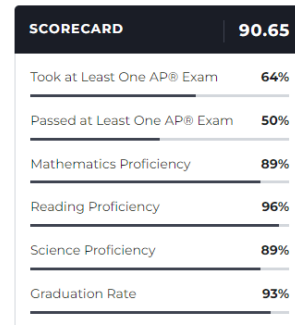 SCORECARD 90.65
Took at Least One AP® Exam 64%
Passed at Least One AP® Exam 50%
Mathematics Proficiency 89%
Reading Proficiency 96%
Science Proficiency 89%
Graduation Rate 93%